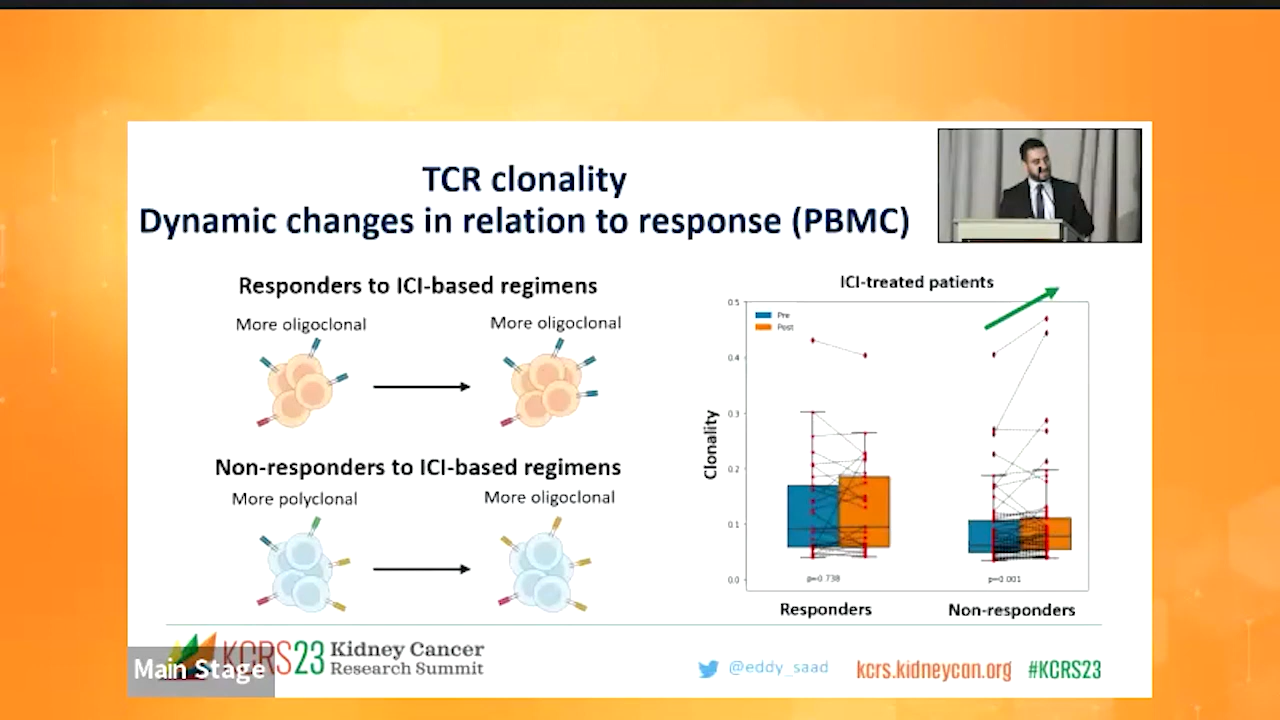 TCR clonality
Dynamic changes in relation to response (PBMC)
Responders to ICI-based regimens
More oligoclonal
More oligoclonal
Non-responders to ICI-based regimens
More polyclonal
More oligoclonal
ICI-treated patients
Pre
Post
Clonality
0.5
0.4
0.3
0.2
0.1
0.0
p=0.738
p=0.001
Responders
Non-responders
KCRS23
Kidney Cancer
Research Summit
Main Stage
@eddy_saad
kcrs.kidneycan.org
#KCRS23